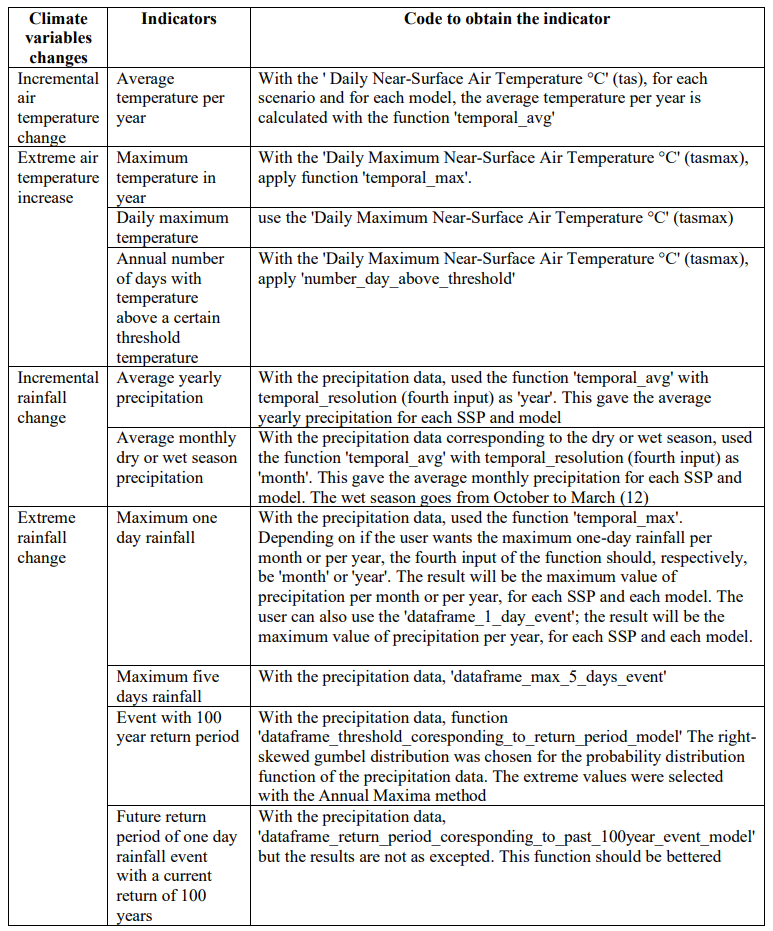 Climate variables changes
Indicators
Code to obtain the indicator
Incremental
air
temperature
change
Average
temperature per
year
With the ' Daily Near-Surface Air Temperature °C' (tas), for each
scenario and for each model, the average temperature per year is
calculated with the function 'temporal_avg'
Extreme air
temperature
increase
Maximum
temperature in
year
With the 'Daily Maximum Near-Surface Air Temperature °C' (tasmax),
apply function 'temporal_max'.
Daily maximum
temperature
use the 'Daily Maximum Near-Surface Air Temperature °C' (tasmax)
Annual number
of days with
temperature
above a certain
threshold
temperature
With the 'Daily Maximum Near-Surface Air Temperature °C' (tasmax),
apply 'number_day_above_threshold'
Incremental
rainfall
change
Average yearly
precipitation
With the precipitation data, used the function 'temporal_avg' with
temporal_resolution (fourth input) as 'year'. This gave the average
yearly precipitation for each SSP and model
Average monthly
dry or wet season
precipitation
With the precipitation data corresponding to the dry or wet season, used
the function 'temporal_avg' with temporal_resolution (fourth input) as
'month'. This gave the average monthly precipitation for each SSP and
model. The wet season goes from October to March (12)
Extreme
rainfall
change
Maximum one
day rainfall
With the precipitation data, used the function 'temporal_max'.
Depending on if the user wants the maximum one-day rainfall per
month or per year, the fourth input of the function should, respectively,
be 'month' or 'year'. The result will be the maximum value of
precipitation per month or per year, for each SSP and each model. The
user can also use the 'dataframe_1_day_event'; the result will be the
maximum value of precipitation per year, for each SSP and each model.
Maximum five
days rainfall
With the precipitation data, 'dataframe_max_5_days_event'
Event with 100
year return period
With the precipitation data, function
'dataframe_threshold_coresponding_to_return_period_model' The right-
skewed gumbel distribution was chosen for the probability distribution
function of the precipitation data. The extreme values were selected
with the Annual Maxima method
Future return
period of one day
rainfall event
with a current
return of 100
years
With the precipitation data,
'dataframe_return_period_coresponding_to_past_100year_event_model'
but the results are not as excepted. This function should be bettered